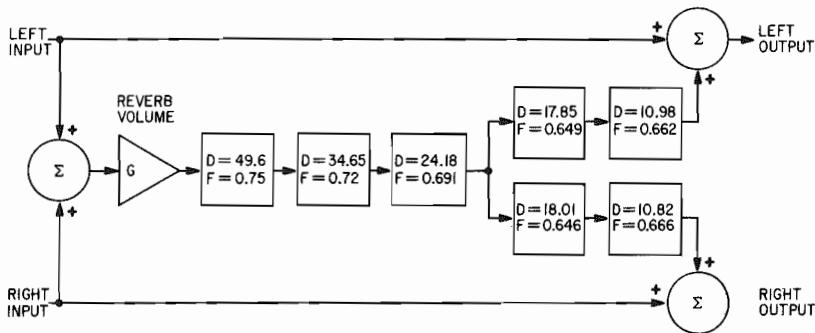 LEFT
INPUT
+
+
Σ
LEFT
OUTPUT
+
REVERB
VOLUME
+
Σ
+
G
D=49.6
F=0.75
D=34.65
F=0.72
D=24.18
F=0.691
D=17.85
F=0.649
D=10.98
F=0.662
D=18.01
F=0.646
D=10.82
F=0.666
+
RIGHT
INPUT
+
Σ
RIGHT
OUTPUT